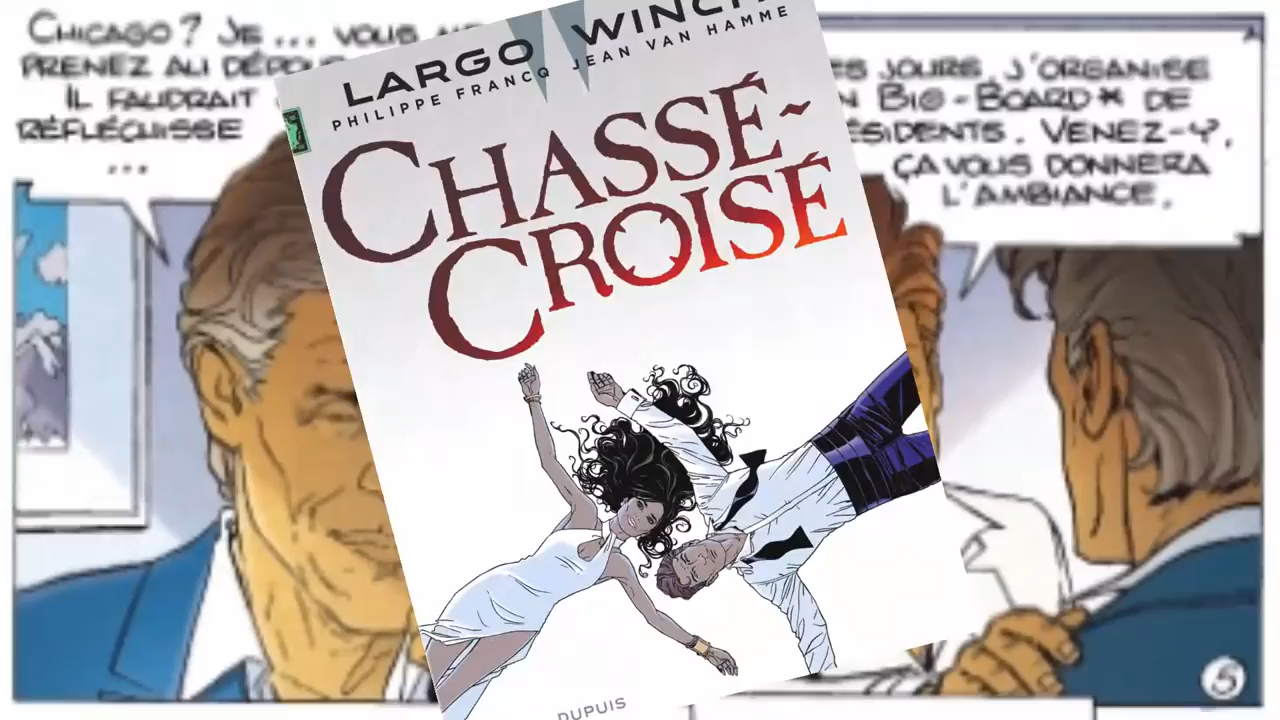 CHICAGO? JE ... VOUS
PRENEZ AU
IL FAUDRAIT
RÉFLÉCHISSE
...
LARGO WINCH
PHILIPPE FRANCQ JEAN VAN HAMME
CHASSÉ-
CROISÉ
DUPUIS
JOURS, J'ORGANISE
BIG-BOARD* DE
VENEZ-Y,
ÇA VOUS DONNERA
L'AMBIANCE.
5